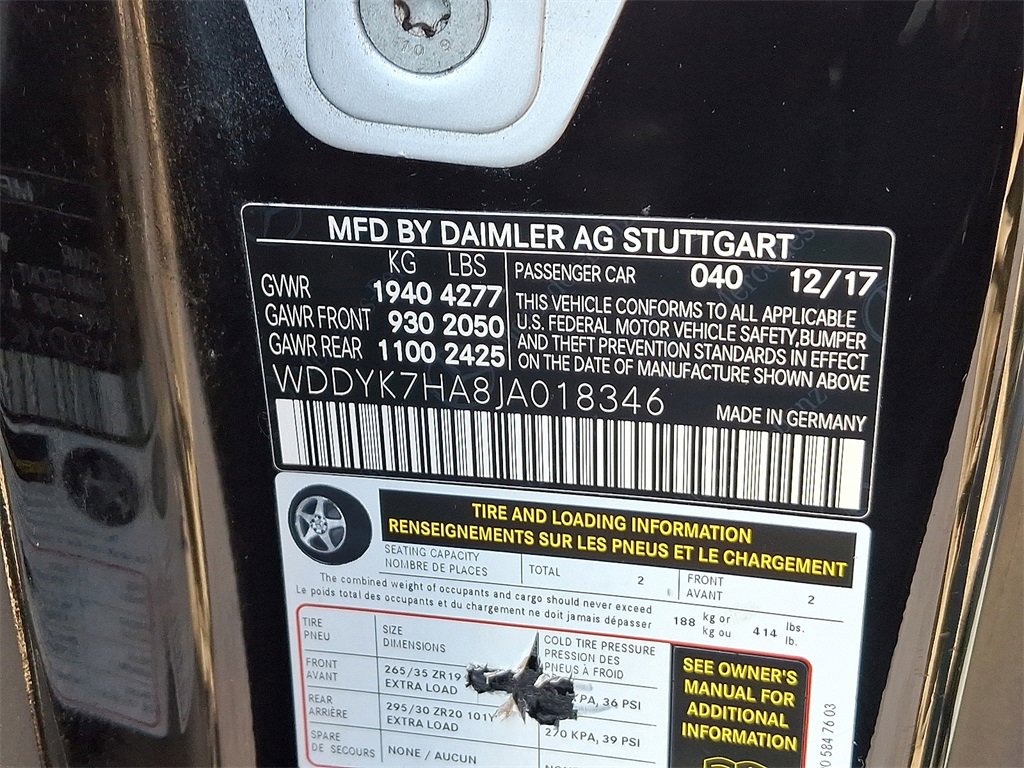 10 9
MFD BY DAIMLER AG STUTTGART
KG LBS
GVWR 1940 4277
GAWR FRONT 930 2050
GAWR REAR 1100 2425
PASSENGER CAR 040 12/17
THIS VEHICLE CONFORMS TO ALL APPLICABLE
U.S. FEDERAL MOTOR VEHICLE SAFETY,BUMPER
AND THEFT PREVENTION STANDARDS IN EFFECT
ON THE DATE OF MANUFACTURE SHOWN ABOVE
WDDYK7HA8JA018346
MADE IN GERMANY
TIRE AND LOADING INFORMATION
RENSEIGNEMENTS SUR LES PNEUS ET LE CHARGEMENT
SEATING CAPACITY
NOMBRE DE PLACES
TOTAL 2
FRONT
AVANT
2
The combined weight of occupants and cargo should never exceed
Le poids total des occupants et du chargement ne doit jamais dépasser
188 kg or
kg ou
414 lbs.
lb.
TIRE
PNEU
SIZE
DIMENSIONS
COLD TIRE PRESSURE
PRESSION DES
PNEUS À FROID
FRONT
AVANT
265/35 ZR19
EXTRA LOAD
KPA, 36 PSI
REAR
ARRIÈRE
295/30 ZR20 101Y
EXTRA LOAD
270 KPA, 39 PSI
SPARE
DE SECOURS
NONE / AUCUN
SEE OWNER'S
MANUAL FOR
ADDITIONAL
INFORMATION
0 584 76 03